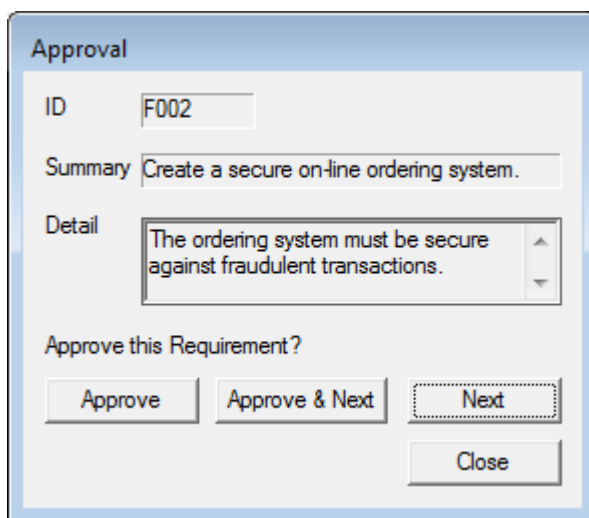 Approval
ID F002
Summary Create a secure on-line ordering system.
Detail The ordering system must be secure
against fraudulent transactions.
Approve this Requirement?
Approve Approve & Next Next
Close